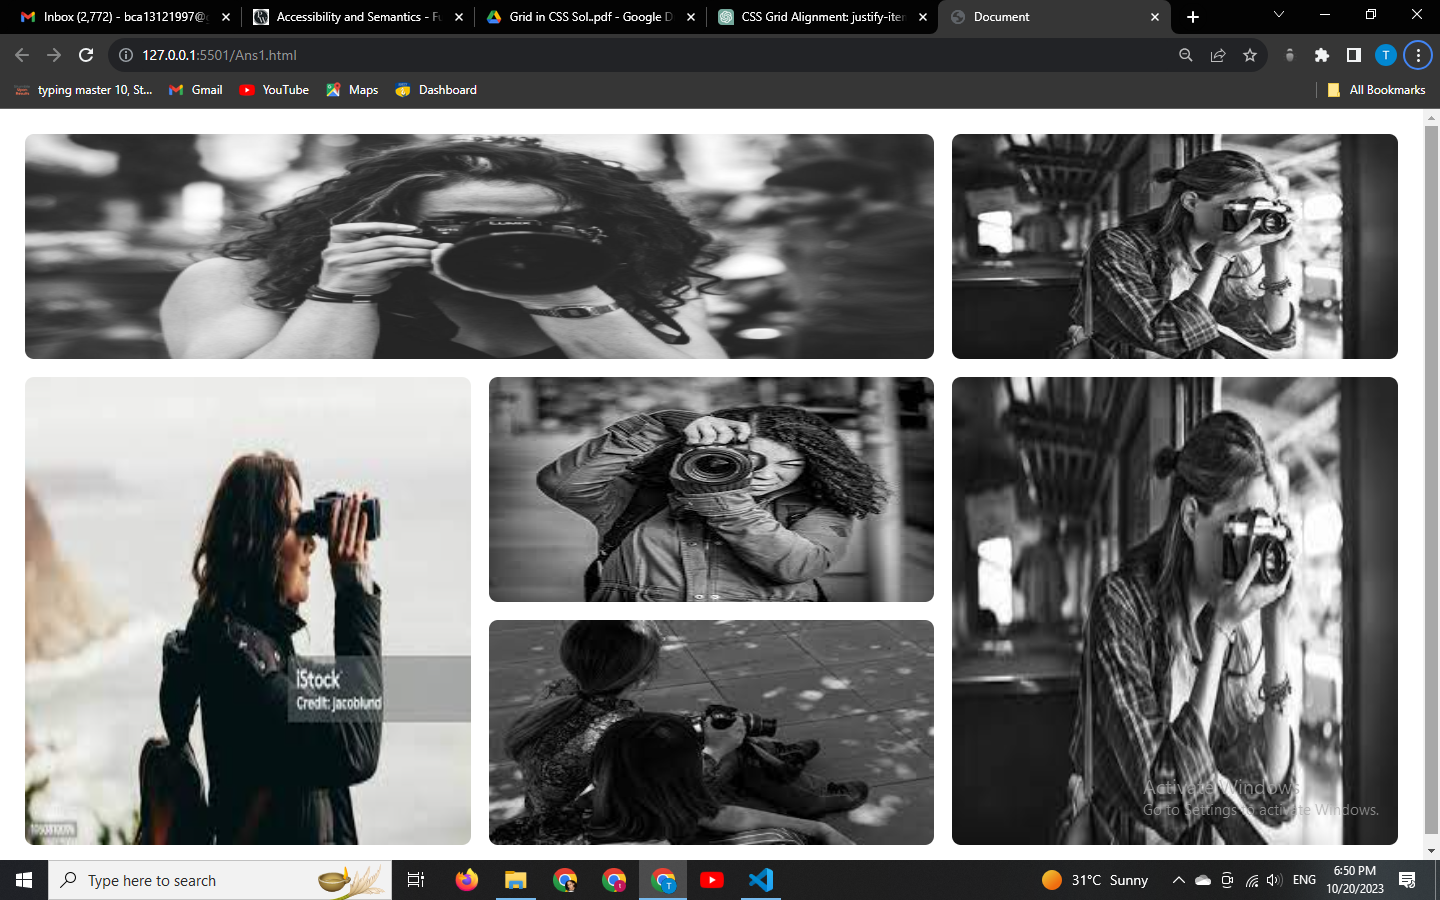 Inbox (2,772) - bca13121997@g
Accessibility and Semantics - Fu
Grid in CSS Sol..pdf - Google D
CSS Grid Alignment: justify-iter
Document
127.0.0.1:5501/Ans1.html
T
typing master 10, St...
Gmail
YouTube
Maps
Dashboard
All Bookmarks
LUMIX
iStock
Credit: jacoblund
Activate Windows
Go to Settings to activate Windows.
Type here to search
T
31°C Sunny
ENG
6:50 PM
10/20/2023